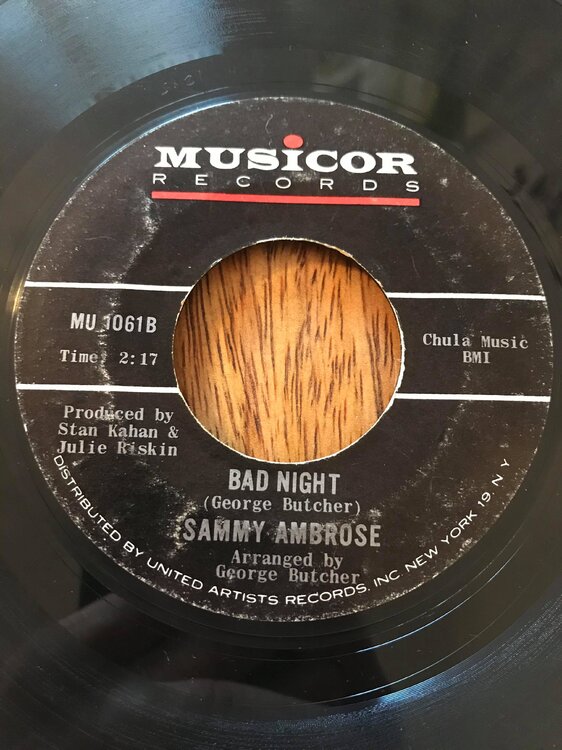 MUSICOR
RECORDS
MU 1061B
Time: 2:17
Chula Music
BMI
Produced by
Stan Kahan &
Julie Riskin
BAD NIGHT
(George Butcher)
SAMMY AMBROSE
Arranged by
George Butcher
DISTRIBUTED BY UNITED ARTISTS RECORDS, INC NEW YORK 19, N.Y